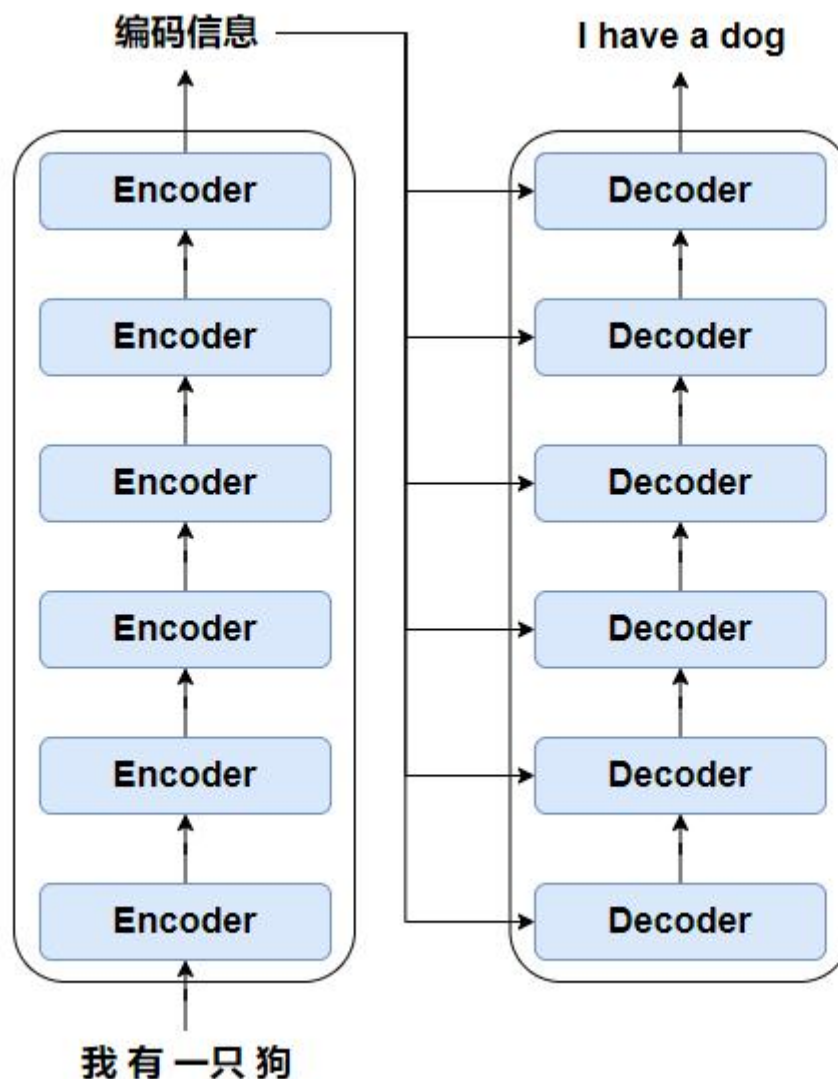 编码信息
I have a dog
Encoder
Decoder
Encoder
Decoder
Encoder
Decoder
Encoder
Decoder
Encoder
Decoder
Encoder
Decoder
我 有 一只 狗